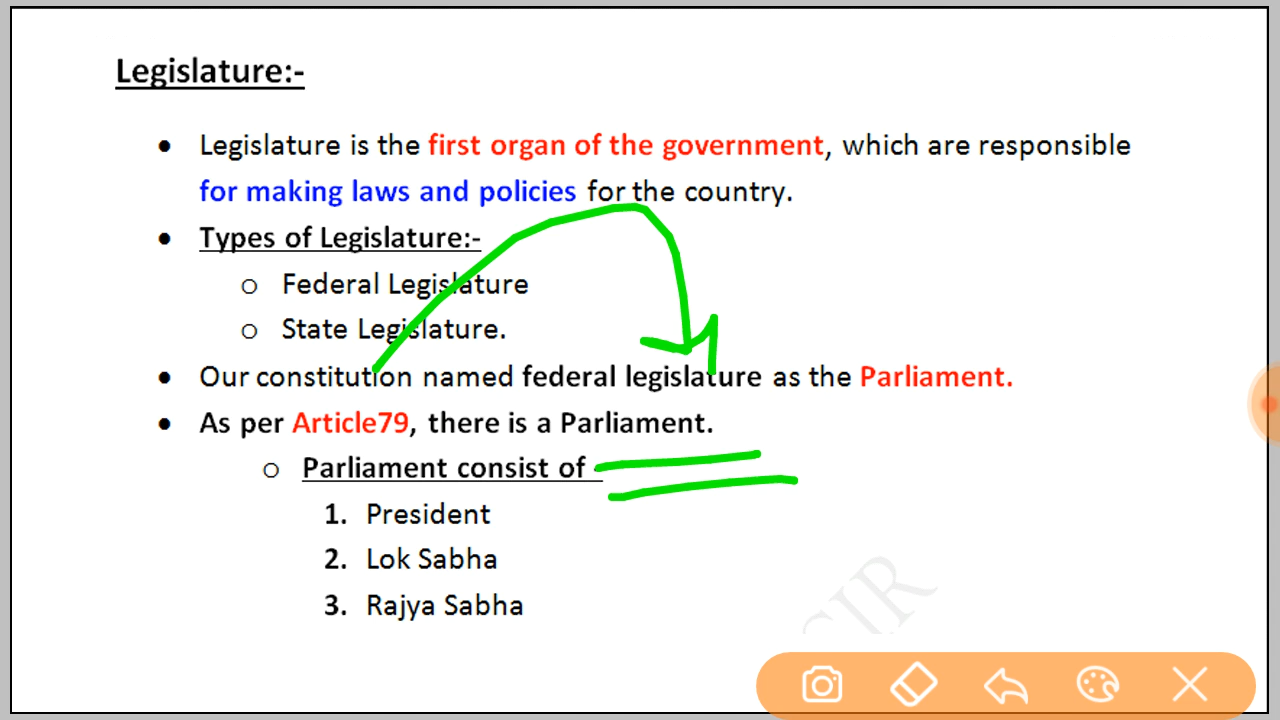 Legislature:-
• Legislature is the first organ of the government, which are responsible
for making laws and policies for the country.
• Types of Legislature:-
o Federal Legislature
o State Legislature.
• Our constitution named federal legislature as the Parliament.
• As per Article79, there is a Parliament.
o Parliament consist of -
1. President
2. Lok Sabha
3. Rajya Sabha